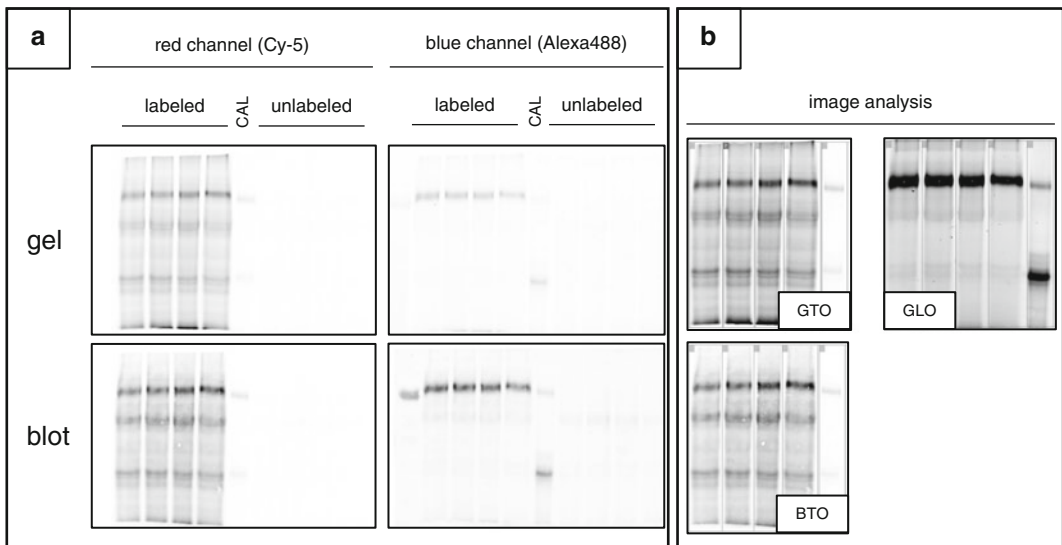 a
red channel (Cy-5)
blue channel (Alexa488)
labeled
CAL
unlabeled
labeled
CAL
unlabeled
gel
blot
b
image analysis
GTO
GLO
BTO